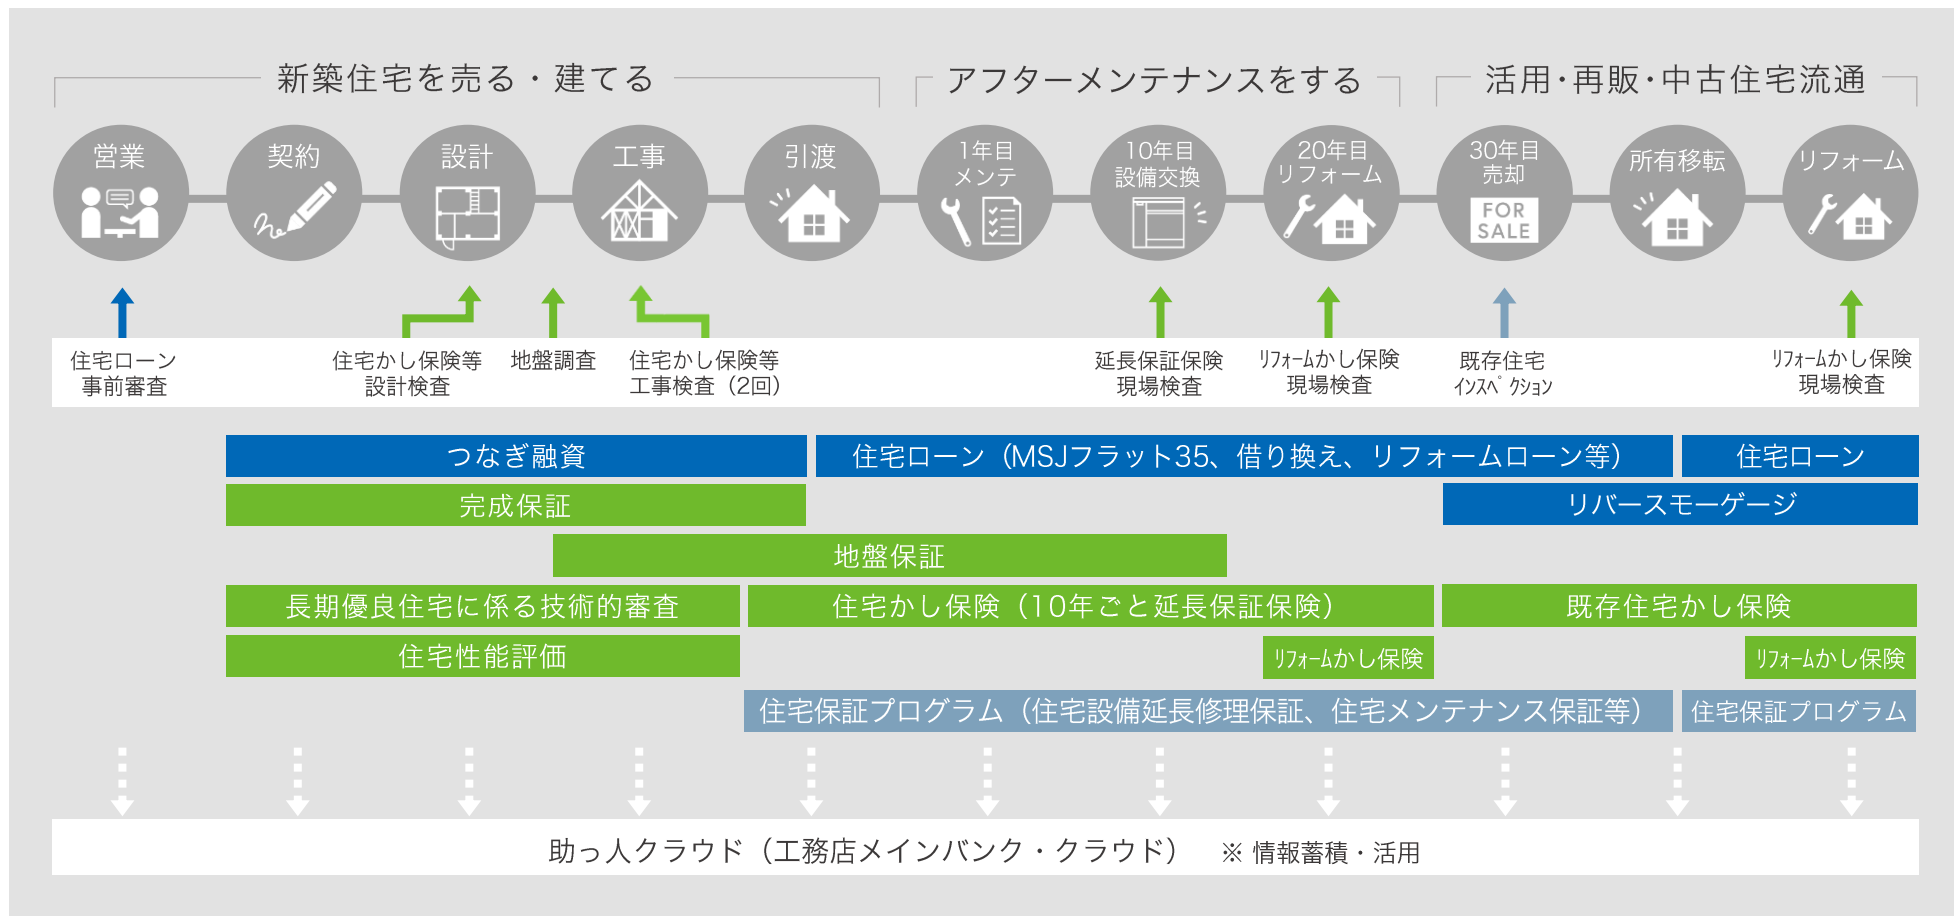 新築住宅を売る・建てる
アフターメンテナンスをする
活用・再販・中古住宅流通
営業
契約
設計
工事
引渡
1年目
メンテ
10年目
設備交換
20年目
リフォーム
30年目
売却
FOR
SALE
所有移転
リフォーム
住宅ローン
事前審査
住宅かし保険等
設計検査
地盤調査
住宅かし保険等
工事検査（2回）
延長保証保険
現場検査
ﾘﾌｫｰﾑかし保険
現場検査
既存住宅
ｲﾝｽﾍﾟｸｼｮﾝ
ﾘﾌｫｰﾑかし保険
現場検査
つなぎ融資
住宅ローン（MSJフラット35、借り換え、リフォームローン等）
住宅ローン
完成保証
リバースモーゲージ
地盤保証
長期優良住宅に係る技術的審査
住宅かし保険（10年ごと延長保証保険）
既存住宅かし保険
住宅性能評価
ﾘﾌｫｰﾑかし保険
ﾘﾌｫｰﾑかし保険
住宅保証プログラム（住宅設備延長修理保証、住宅メンテナンス保証等）
住宅保証プログラム
助っ人クラウド（工務店メインバンク・クラウド） ※ 情報蓄積・活用